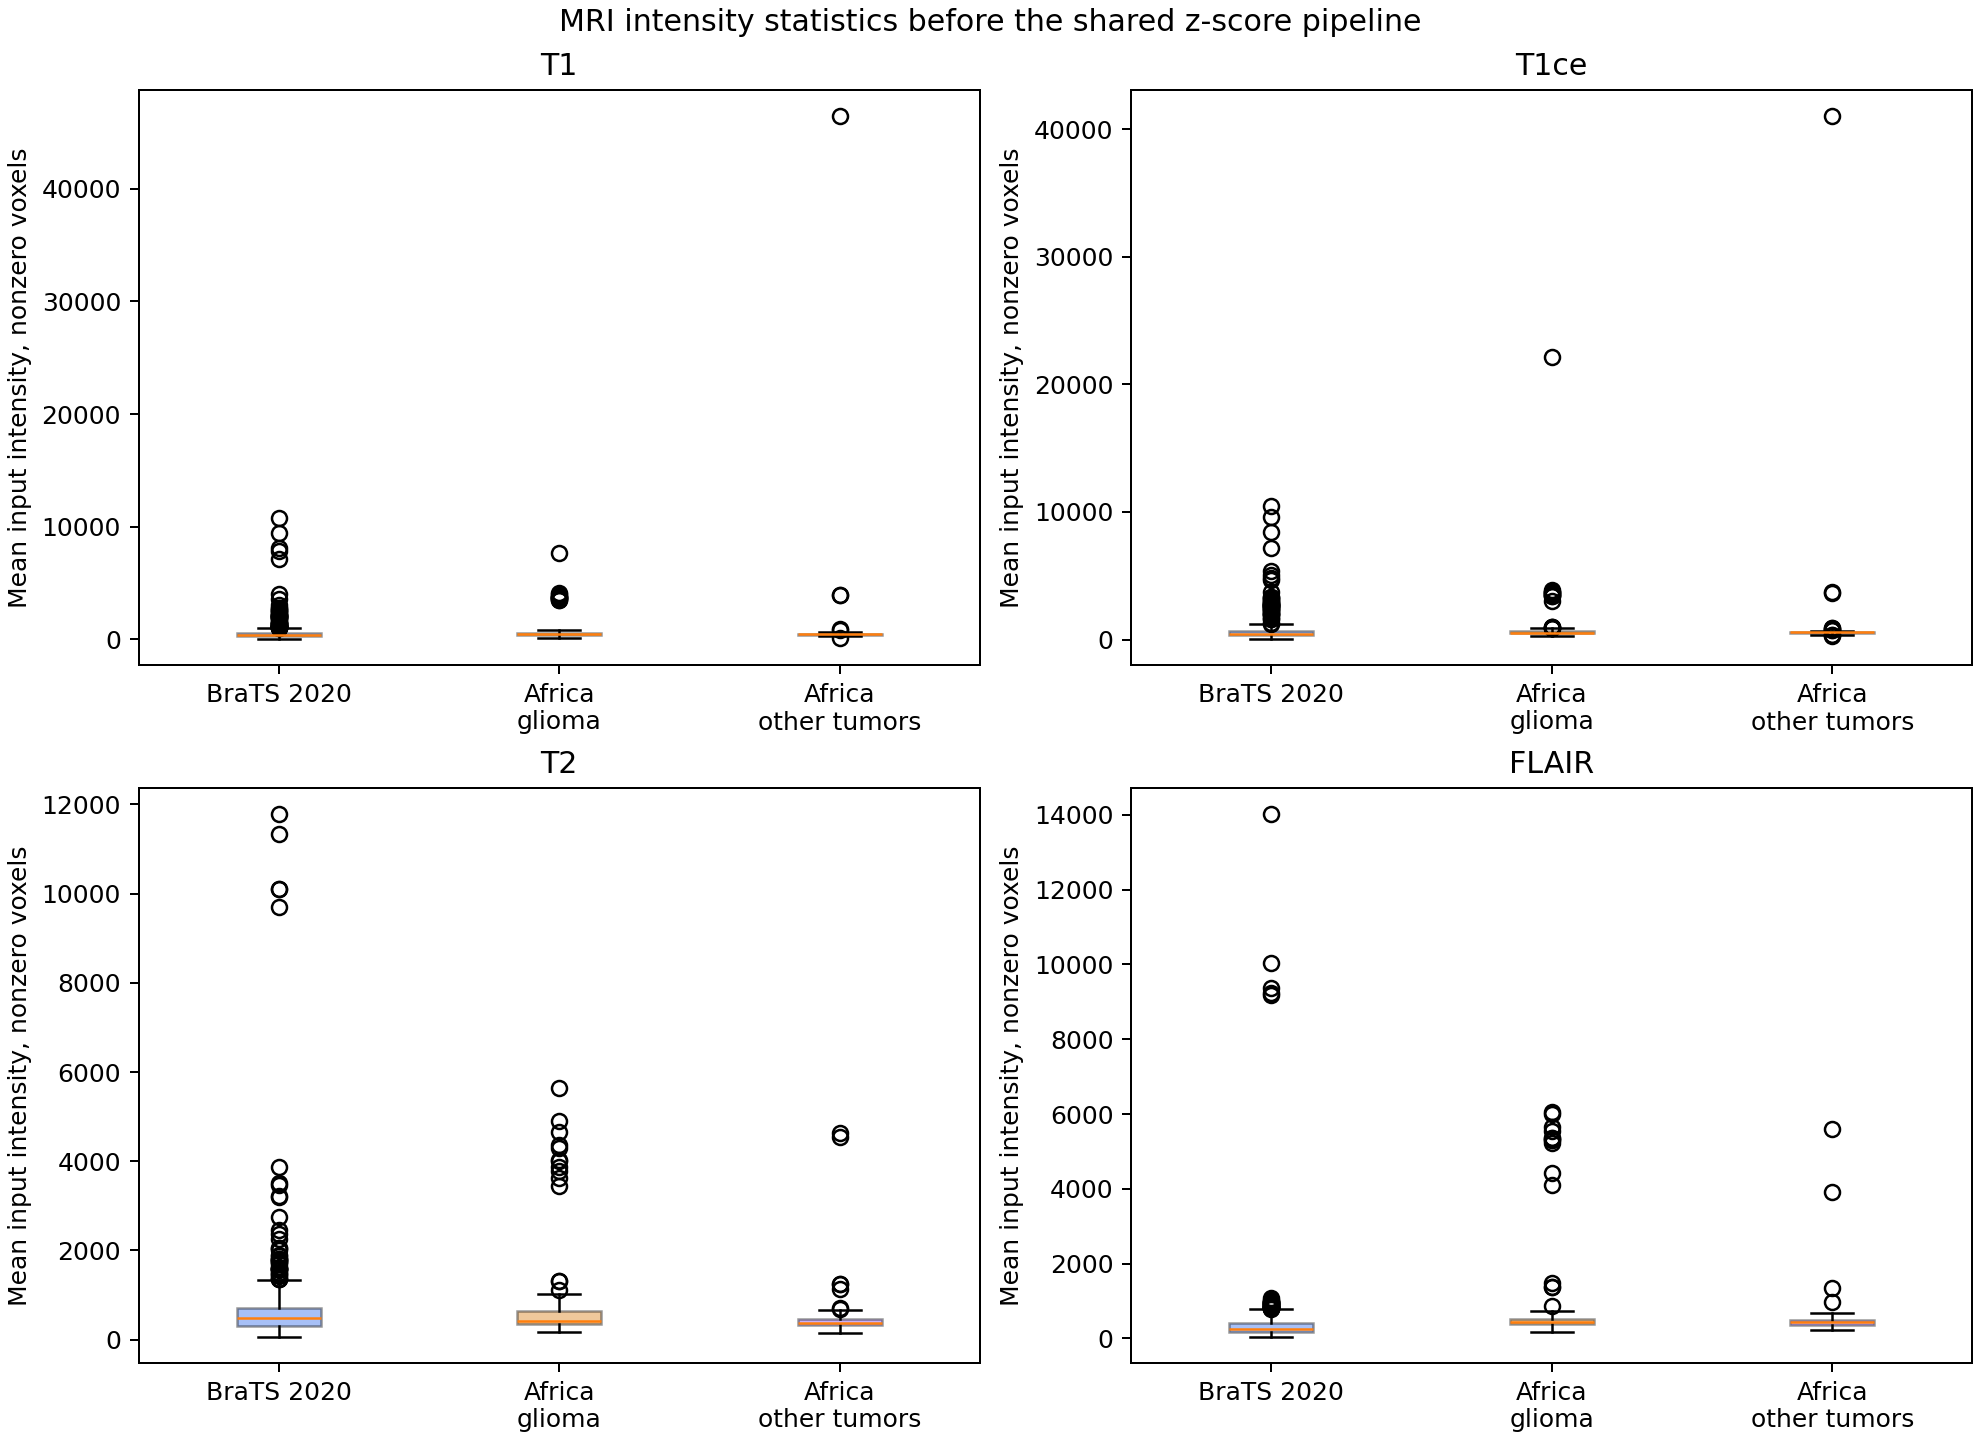 MRI intensity statistics before the shared z-score pipeline
T1
Mean input intensity, nonzero voxels
40000
30000
20000
10000
0
BraTS 2020
Africa
glioma
Africa
other tumors
T1ce
Mean input intensity, nonzero voxels
40000
30000
20000
10000
0
BraTS 2020
Africa
glioma
Africa
other tumors
T2
Mean input intensity, nonzero voxels
12000
10000
8000
6000
4000
2000
0
BraTS 2020
Africa
glioma
Africa
other tumors
FLAIR
Mean input intensity, nonzero voxels
14000
12000
10000
8000
6000
4000
2000
0
BraTS 2020
Africa
glioma
Africa
other tumors